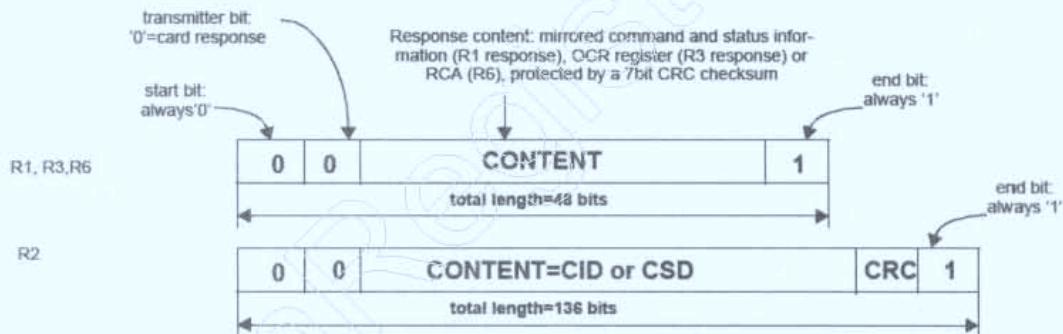 transmitter bit:
'0'=card response
Response content: mirrored command and status infor-
mation (R1 response), OCR register (R3 response) or
RCA (R6), protected by a 7bit CRC checksum
start bit:
always'0'
end bit:
always '1'
R1, R3,R6
0 0 CONTENT 1
total length=48 bits
end bit:
always '1'
R2
0 0 CONTENT=CID or CSD CRC 1
total length=136 bits